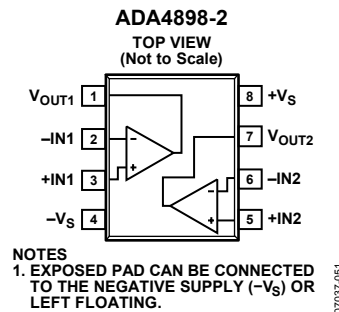 ADA4898-2
TOP VIEW
(Not to Scale)
VOUT1 1
8 +VS
–IN1 2
7 VOUT2
+IN1 3
6 –IN2
–VS 4
5 +IN2
–
+
–
+
NOTES
1. EXPOSED PAD CAN BE CONNECTED
TO THE NEGATIVE SUPPLY (−VS) OR
LEFT FLOATING.
07037-051